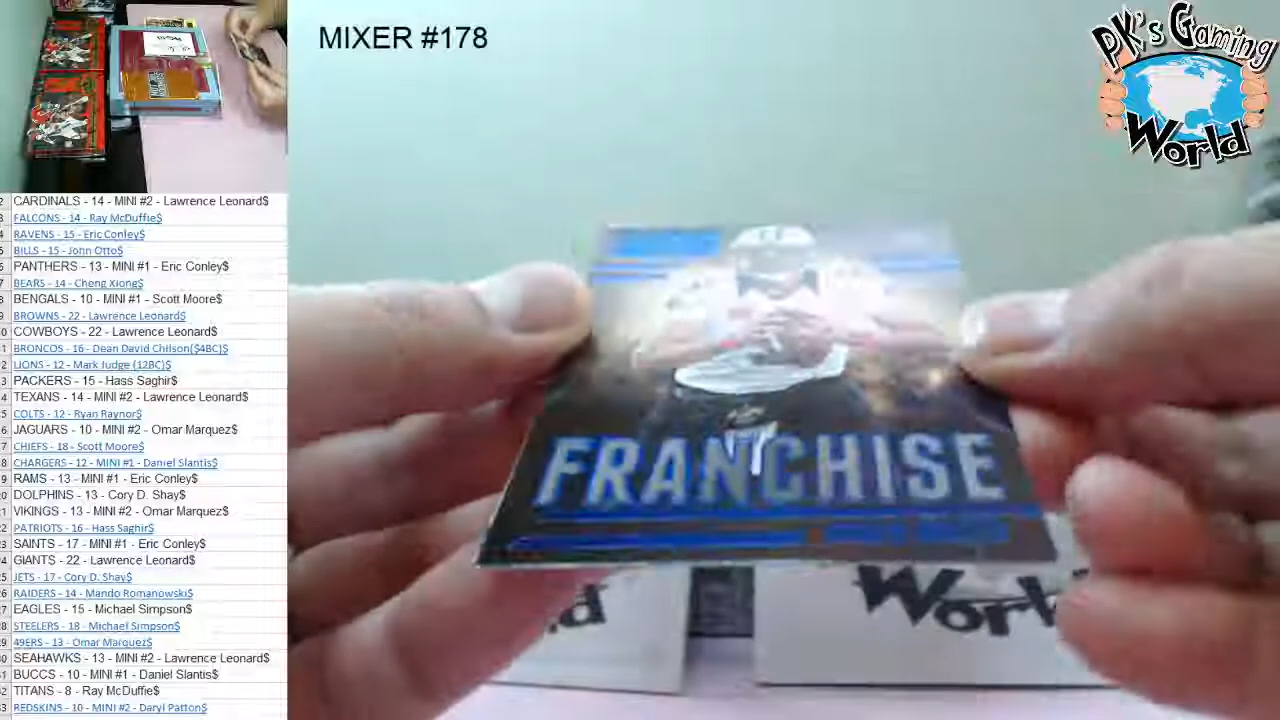 MIXER #178
PK's Gaming
World
CARDINALS - 14 - MINI #2 - Lawrence Leonard$
FALCONS - 14 - Ray McDuffie$
RAVENS - 15 - Eric Conley$
BILLS - 15 - John Otto$
PANTHERS - 13 - MINI #1 - Eric Conley$
BEARS - 14 - Cheng Xiong$
BENGALS - 10 - MINI #1 - Scott Moore$
BROWNS - 22 - Lawrence Leonard$
COWBOYS - 22 - Lawrence Leonard$
BRONCOS - 16 - Dean David Chilson($4BC)$
LIONS - 12 - Mark Judge (12BC)$
PACKERS - 15 - Hass Saghir$
TEXANS - 14 - MINI #2 - Lawrence Leonard$
COLTS - 12 - Ryan Raynor$
JAGUARS - 10 - MINI #2 - Omar Marquez$
CHIEFS - 18 - Scott Moore$
CHARGERS - 12 - MINI #1 - Daniel Slantis$
RAMS - 13 - MINI #1 - Eric Conley$
DOLPHINS - 13 - Cory D. Shay$
VIKINGS - 13 - MINI #2 - Omar Marquez$
PATRIOTS - 16 - Hass Saghir$
SAINTS - 17 - MINI #1 - Eric Conley$
GIANTS - 22 - Lawrence Leonard$
JETS - 17 - Cory D. Shay$
RAIDERS - 14 - Mando Romanowski$
EAGLES - 15 - Michael Simpson$
STEELERS - 18 - Michael Simpson$
49ERS - 13 - Omar Marquez$
SEAHAWKS - 13 - MINI #2 - Lawrence Leonard$
BUCCS - 10 - MINI #1 - Daniel Slantis$
TITANS - 8 - Ray McDuffie$
REDSKINS - 10 - MINI #2 - Daryl Patton$
FRANCHISE
World